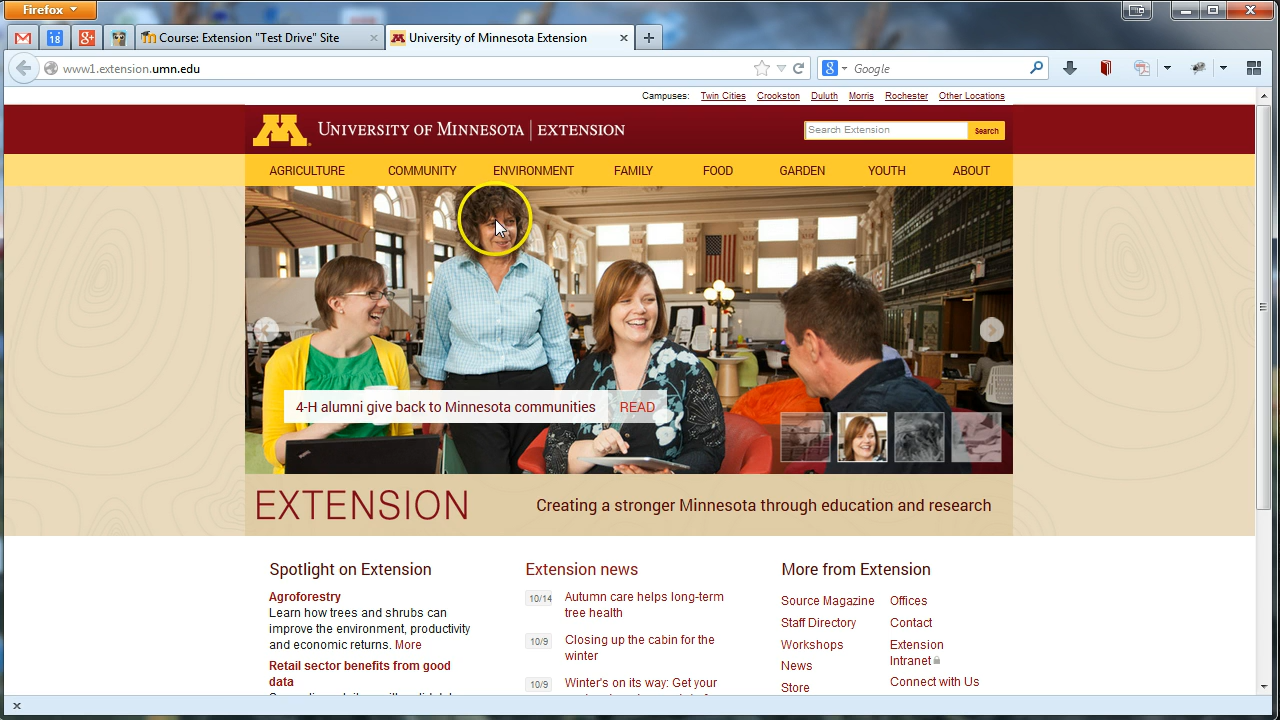 Firefox
18
Course: Extension "Test Drive" Site
University of Minnesota Extension
www1.extension.umn.edu
Google
Campuses: Twin Cities Crookston Duluth Morris Rochester Other Locations
UNIVERSITY OF MINNESOTA | EXTENSION
Search Extension
Search
AGRICULTURE COMMUNITY ENVIRONMENT FAMILY FOOD GARDEN YOUTH ABOUT
4-H alumni give back to Minnesota communities READ
EXTENSION
Creating a stronger Minnesota through education and research
Spotlight on Extension
Agroforestry
Learn how trees and shrubs can
improve the environment, productivity
and economic returns. More
Retail sector benefits from good
data
Extension news
10/14 Autumn care helps long-term
tree health
10/9 Closing up the cabin for the
winter
10/9 Winter's on its way: Get your
More from Extension
Source Magazine
Staff Directory
Workshops
News
Store
Offices
Contact
Extension
Intranet
Connect with Us